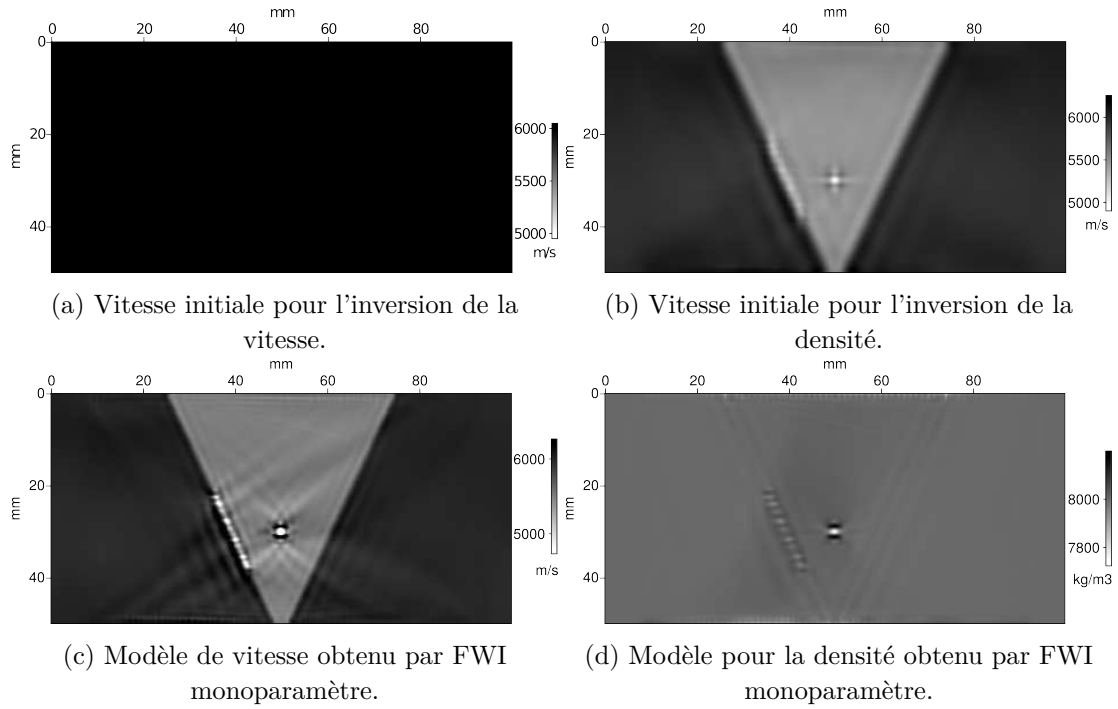 mm
0 20 40 60 80
0
20
40
mm
6000
5500
5000
m/s
(a) Vitesse initiale pour l'inversion de la
vitesse.
mm
0 20 40 60 80
0
20
40
mm
6000
5500
5000
m/s
(b) Vitesse initiale pour l'inversion de la
densité.
mm
0 20 40 60 80
0
20
40
mm
6000
5000
m/s
(c) Modèle de vitesse obtenu par FWI
monoparamètre.
mm
0 20 40 60 80
0
20
40
mm
8000
7800
kg/m3
(d) Modèle pour la densité obtenu par FWI
monoparamètre.